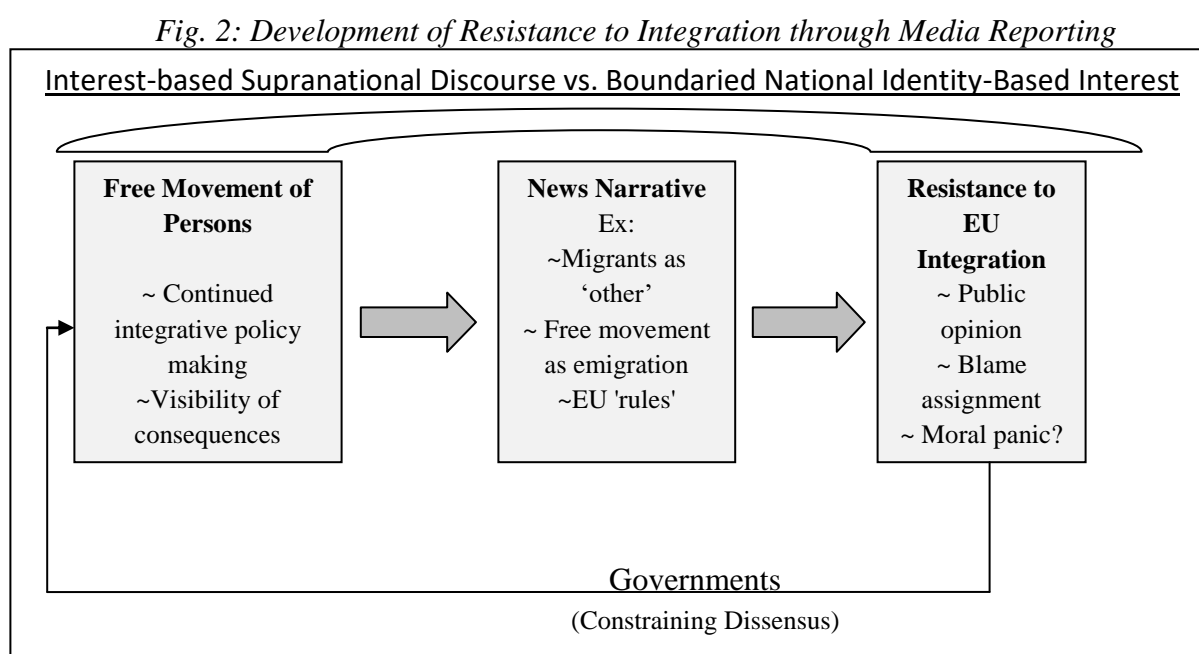 Fig. 2: Development of Resistance to Integration through Media Reporting
Interest-based Supranational Discourse vs. Boundaried National Identity-Based Interest
Free Movement of
Persons
~ Continued
integrative policy
making
~Visibility of
consequences
News Narrative
Ex:
~Migrants as
‘other’
~ Free movement
as emigration
~EU 'rules'
Resistance to
EU
Integration
~ Public
opinion
~ Blame
assignment
~ Moral panic?
Governments
(Constraining Dissensus)